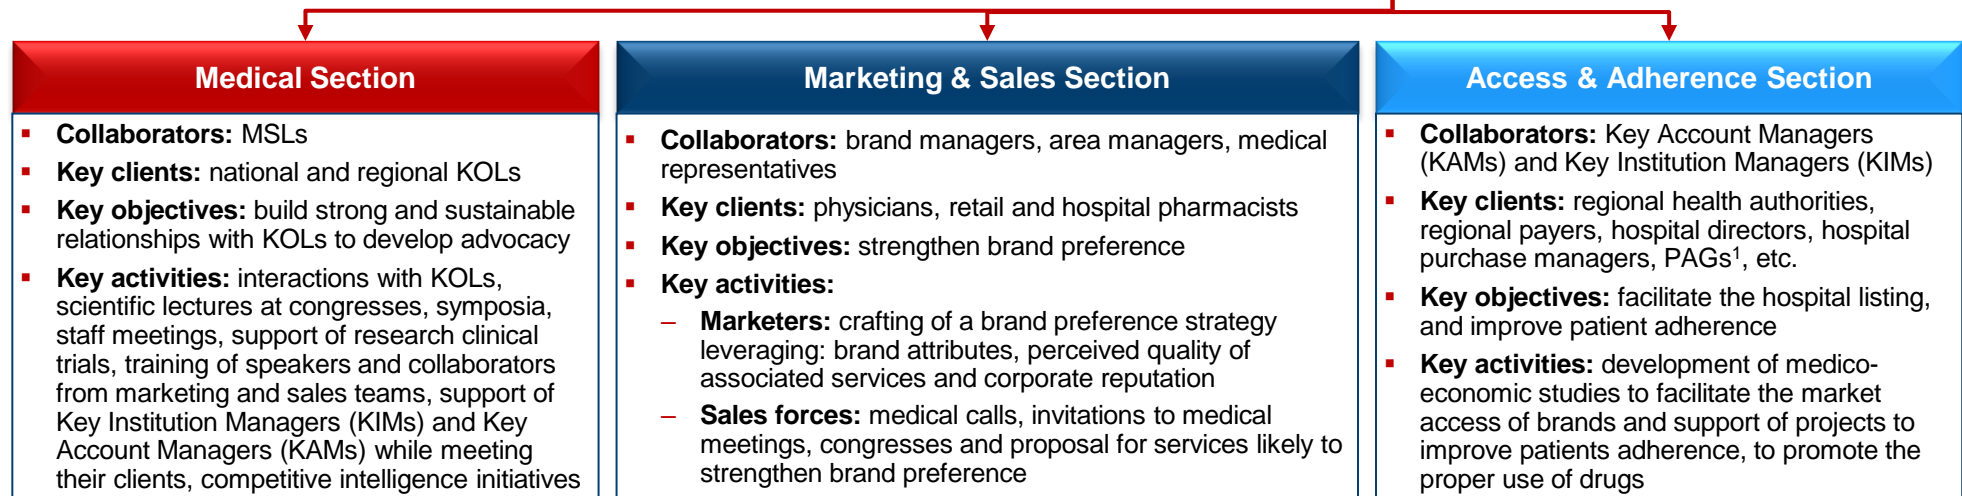 Medical Section
▪ Collaborators: MSLs
▪ Key clients: national and regional KOLs
▪ Key objectives: build strong and sustainable
relationships with KOLs to develop advocacy
▪ Key activities: interactions with KOLs,
scientific lectures at congresses, symposia,
staff meetings, support of research clinical
trials, training of speakers and collaborators
from marketing and sales teams, support of
Key Institution Managers (KIMs) and Key
Account Managers (KAMs) while meeting
their clients, competitive intelligence initiatives
Marketing & Sales Section
▪ Collaborators: brand managers, area managers, medical
representatives
▪ Key clients: physicians, retail and hospital pharmacists
▪ Key objectives: strengthen brand preference
▪ Key activities:
– Marketers: crafting of a brand preference strategy
leveraging: brand attributes, perceived quality of
associated services and corporate reputation
– Sales forces: medical calls, invitations to medical
meetings, congresses and proposal for services likely to
strengthen brand preference
Access & Adherence Section
▪ Collaborators: Key Account Managers
(KAMs) and Key Institution Managers (KIMs)
▪ Key clients: regional health authorities,
regional payers, hospital directors, hospital
purchase managers, PAGs¹, etc.
▪ Key objectives: facilitate the hospital listing,
and improve patient adherence
▪ Key activities: development of medico-
economic studies to facilitate the market
access of brands and support of projects to
improve patients adherence, to promote the
proper use of drugs